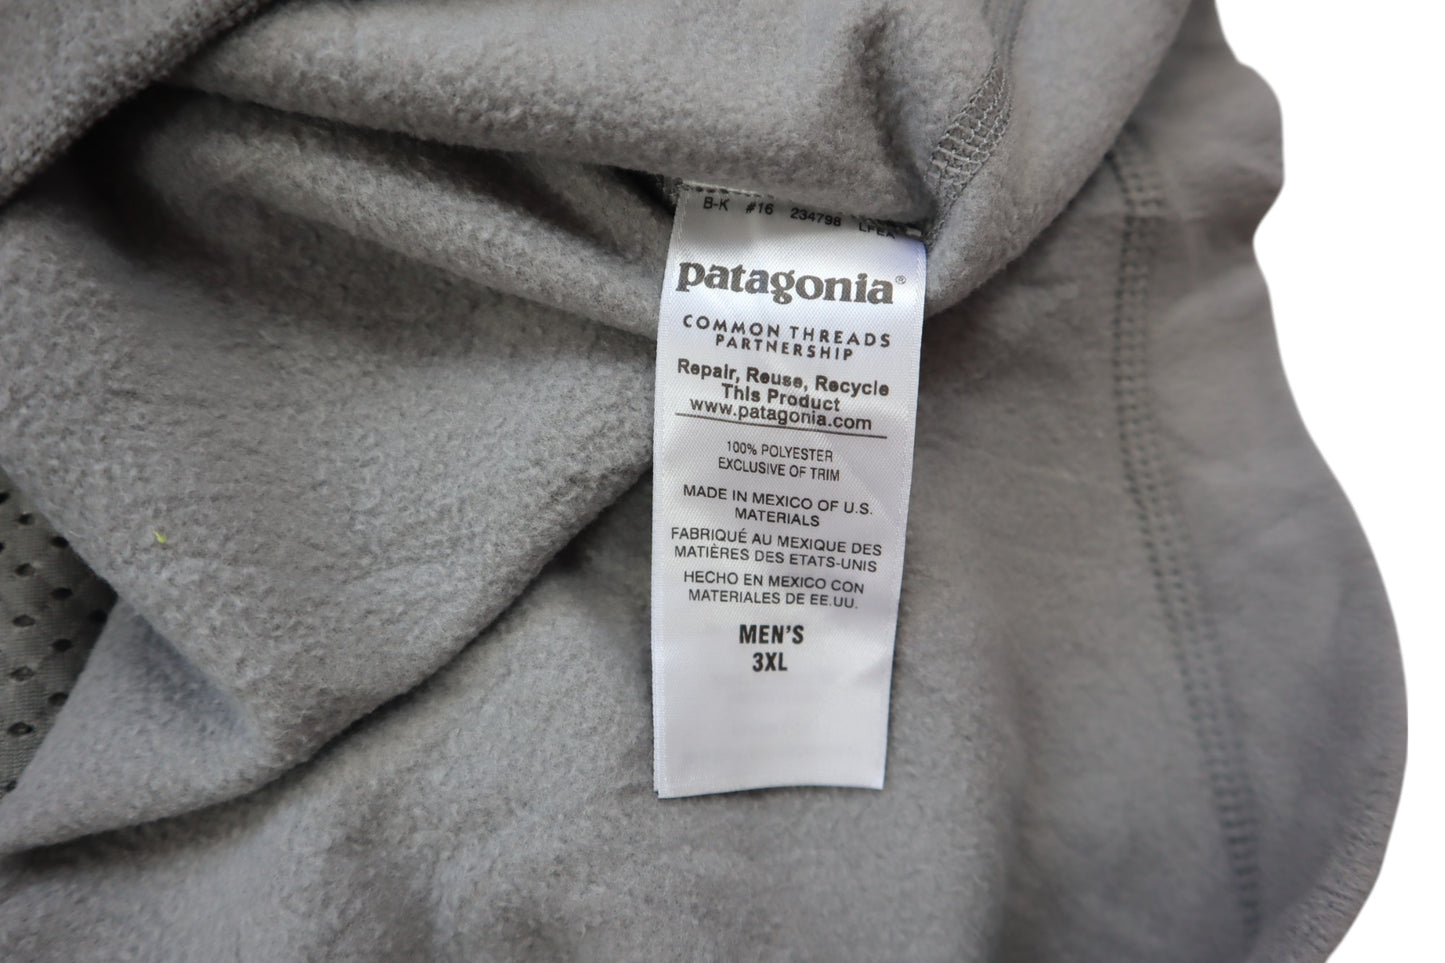 B-K #16 234798
patagonia®
COMMON THREADS
PARTNERSHIP
Repair, Reuse, Recycle
This Product
www.patagonia.com
100% POLYESTER
EXCLUSIVE OF TRIM
MADE IN MEXICO OF U.S.
MATERIALS
FABRIQUÉ AU MEXIQUE DES
MATIÈRES DES ETATS-UNIS
HECHO EN MEXICO CON
MATERIALES DE EE.UU.
MEN'S
3XL